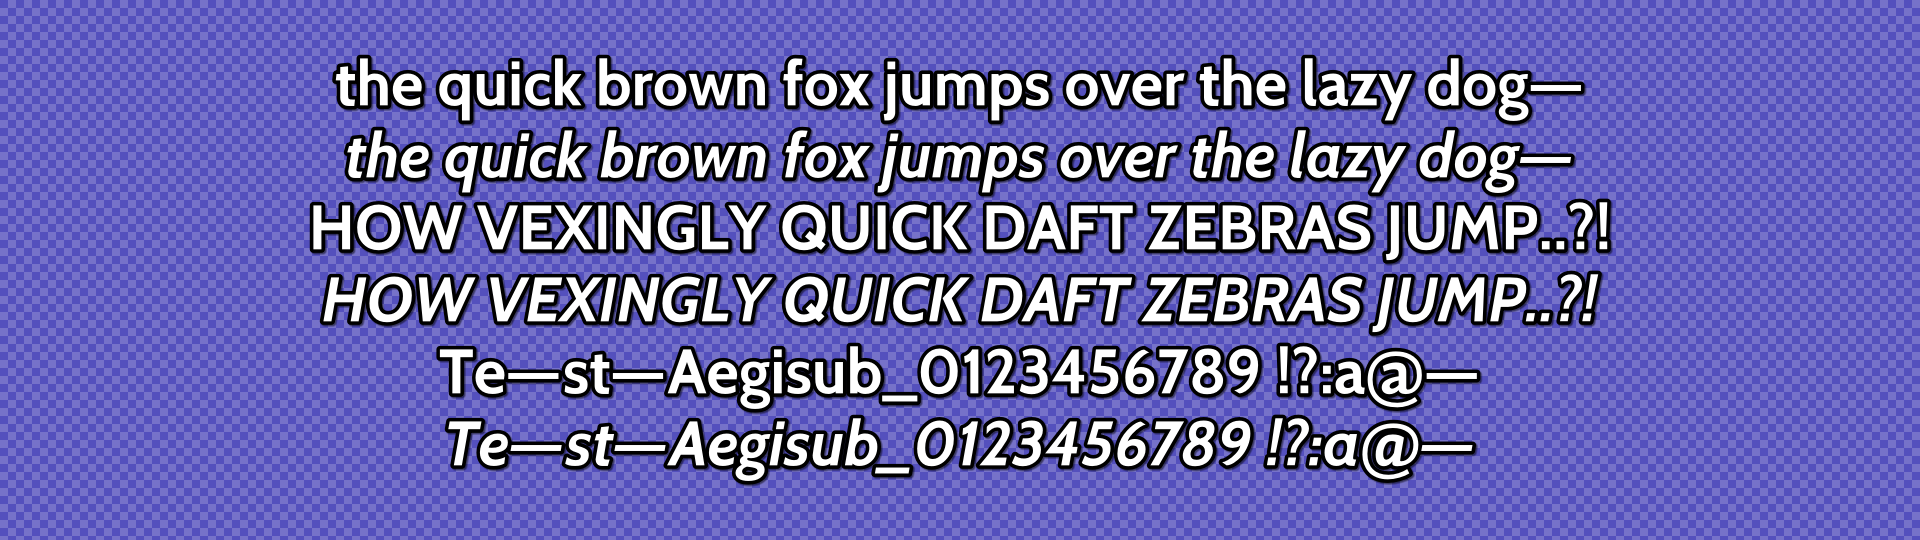 the quick brown fox jumps over the lazy dog—
the quick brown fox jumps over the lazy dog—
HOW VEXINGLY QUICK DAFT ZEBRAS JUMP..?!
HOW VEXINGLY QUICK DAFT ZEBRAS JUMP..?!
Te—st—Aegisub_0123456789 !?:a@—
Te—st—Aegisub_0123456789 !?:a@—